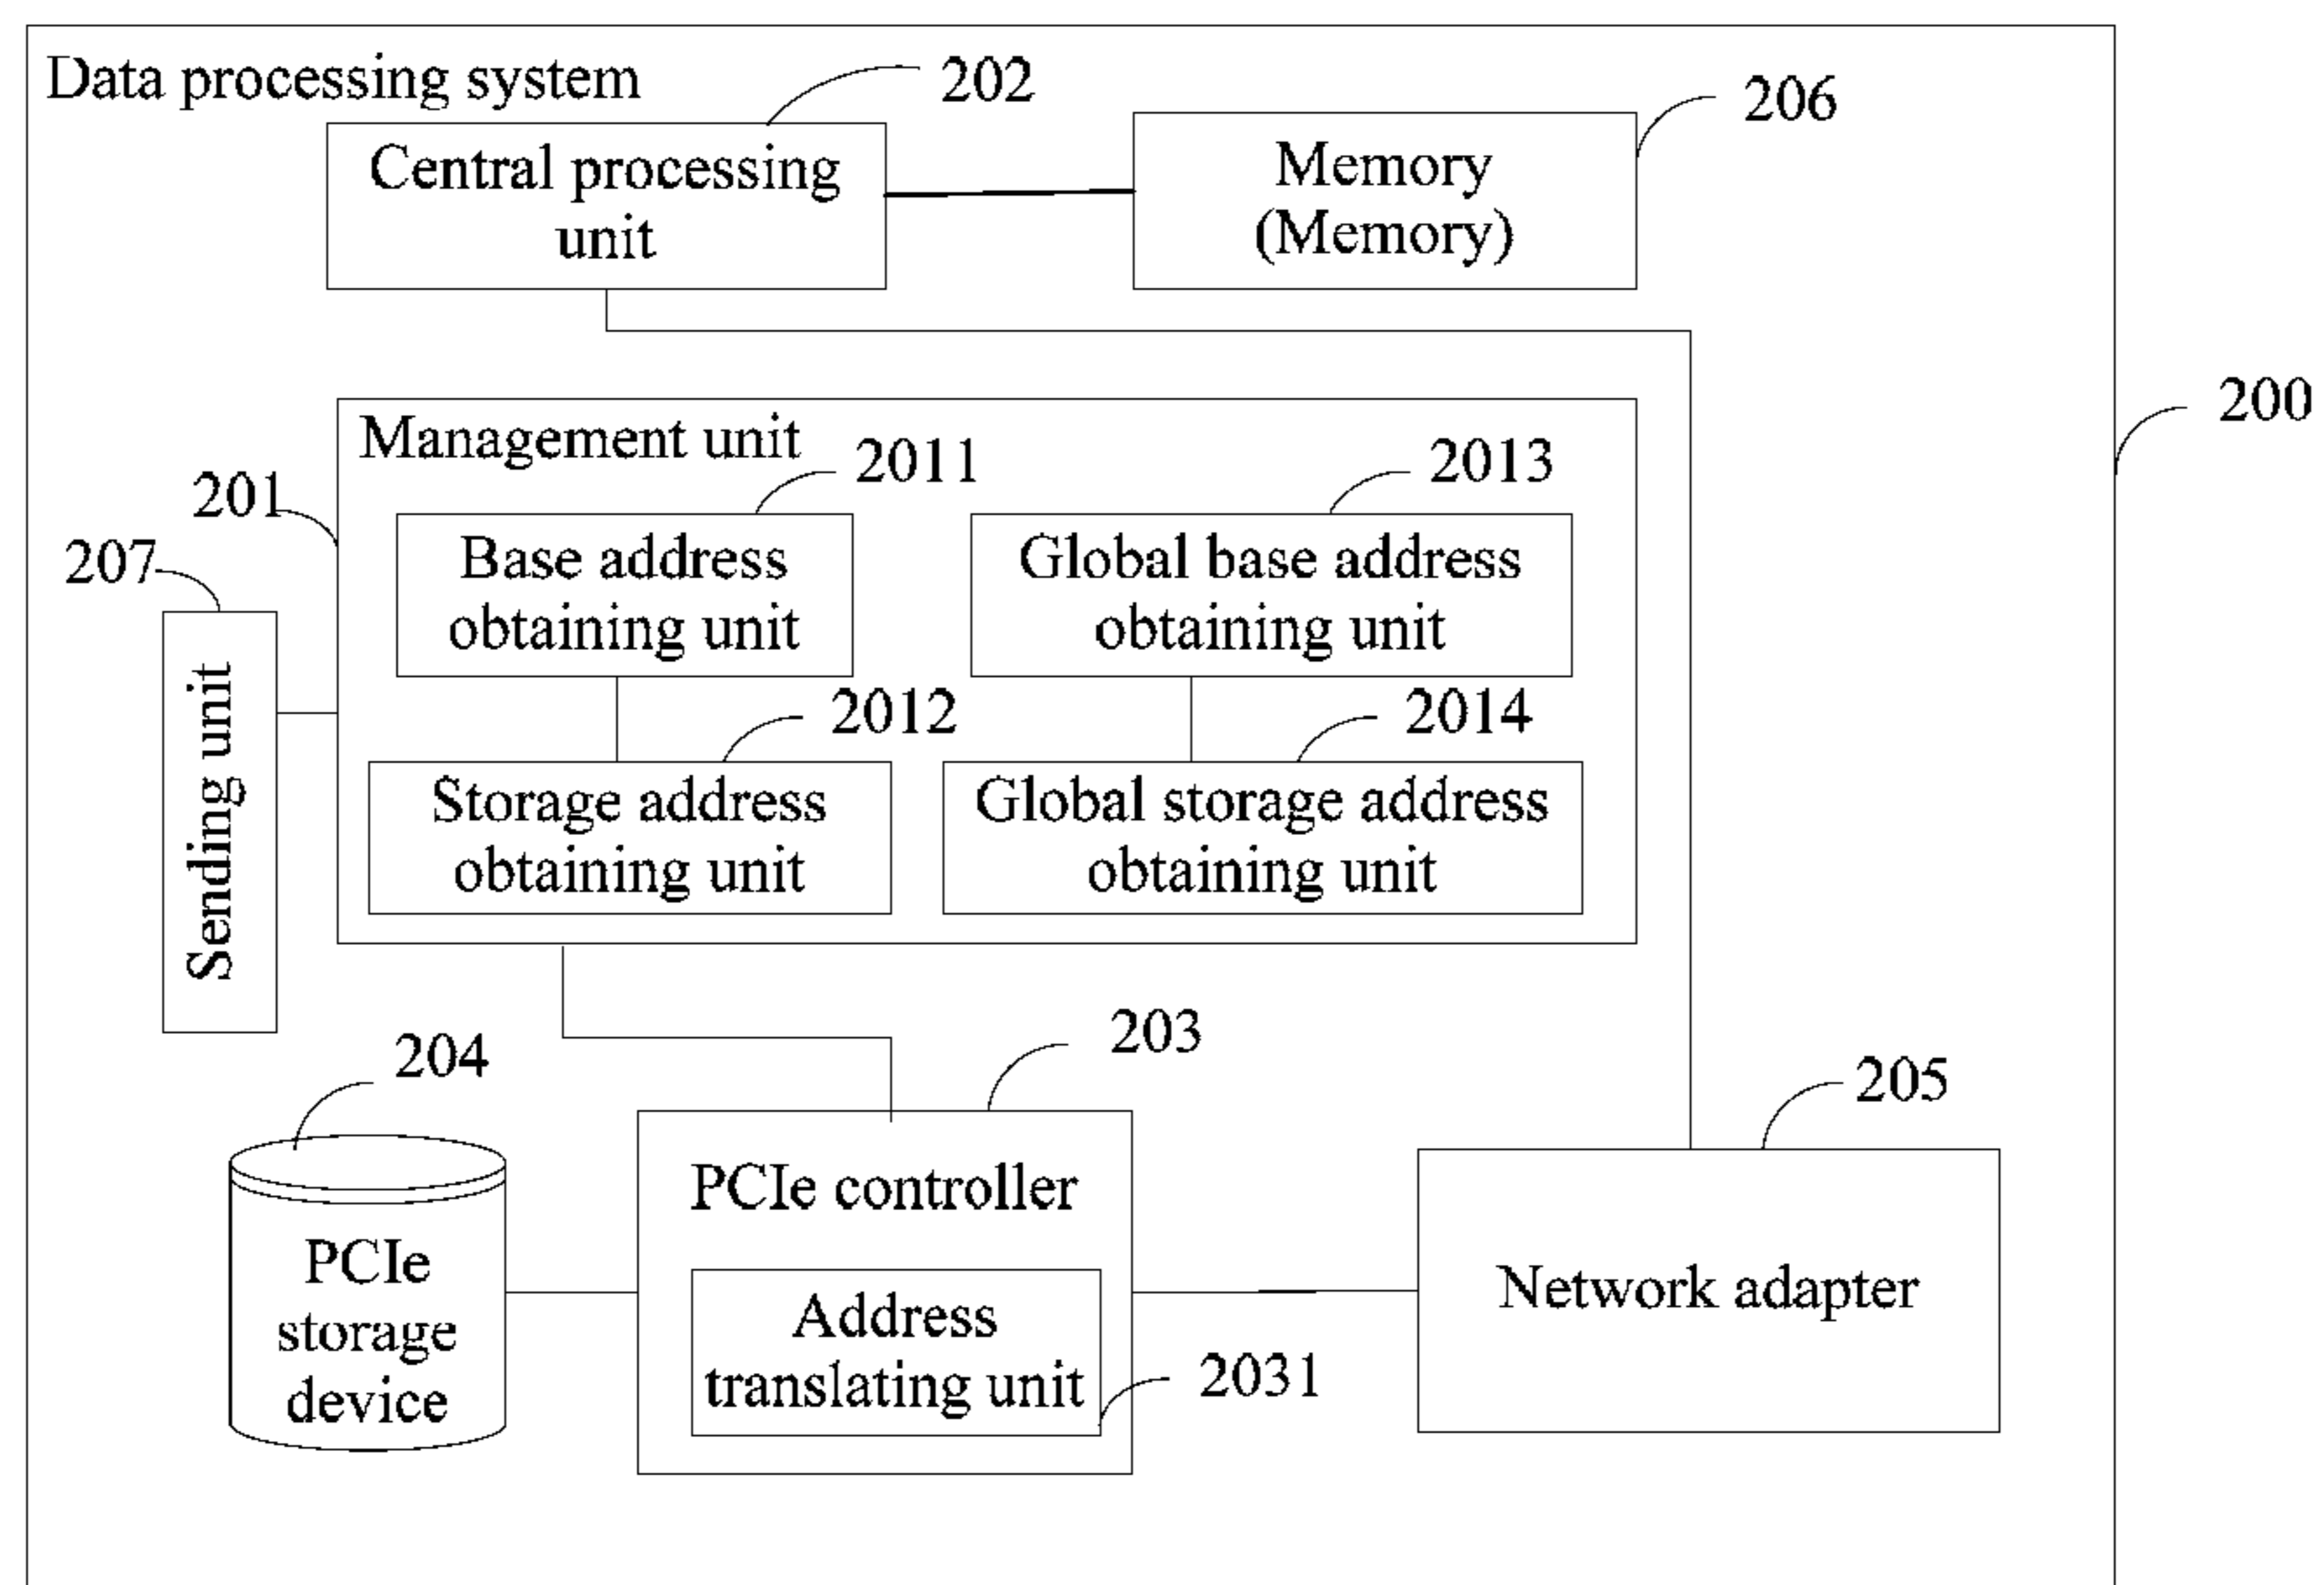 Data processing system
202
206
Central processing
unit
Memory
(Memory)
200
Management unit
2011
2013
201
207
Base address
obtaining unit
Global base address
obtaining unit
Sending unit
2012
2014
Storage address
obtaining unit
Global storage address
obtaining unit
203
204
205
PCIe controller
PCIe
storage
device
Network adapter
Address
translating unit
2031